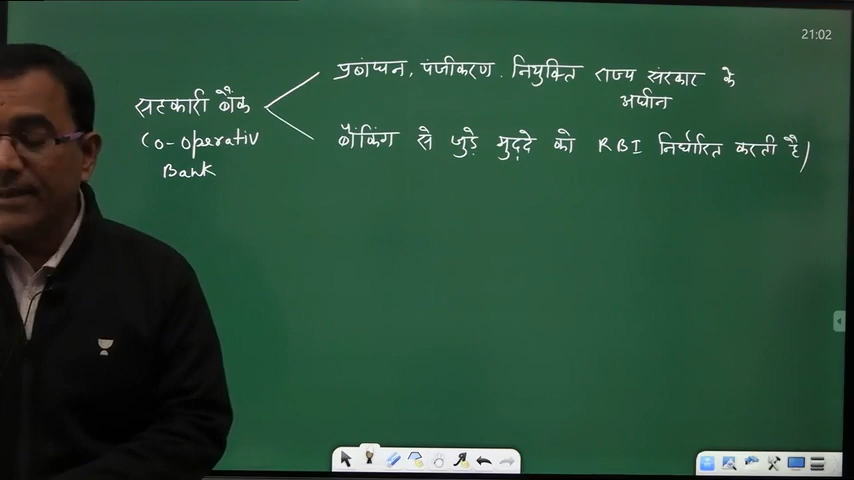 21:02
प्रबंधन, पंजीकरण. नियुक्ति राज्य सरकार के
अधीन
सहकारी बैंक
Co-operativ
Bank
बैंकिंग से जुड़े मुद्दे को RBI निर्धारित करती है।